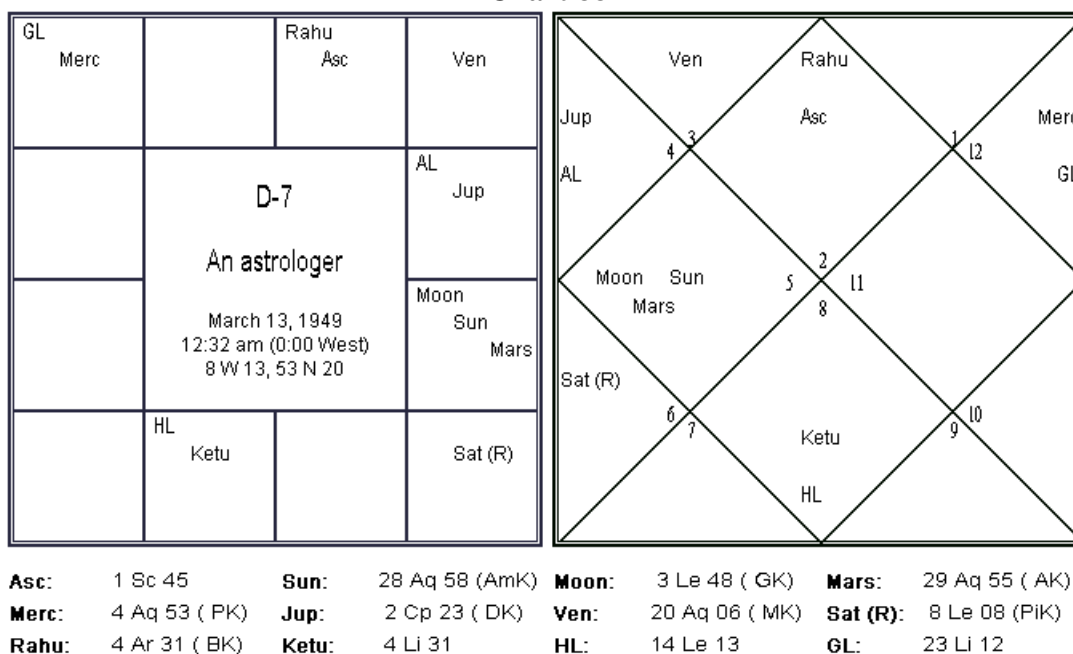 GL
Merc
Rahu
Asc
Ven
AL
Jup
D-7
An astrologer
March 13, 1949
12:32 am (0:00 West)
8 W 13, 53 N 20
Moon
Sun
Mars
HL
Ketu
Sat (R)
Ven
Rahu
Jup
Asc
Merc
3
1
4
12
AL
GL
2
Moon Sun
5
11
Mars
8
Sat (R)
6
10
7
9
Ketu
HL
Asc: 1 Sc 45 Sun: 28 Aq 58 (AmK) Moon: 3 Le 48 ( GK) Mars: 29 Aq 55 ( AK)
Merc: 4 Aq 53 ( PK) Jup: 2 Cp 23 ( DK) Ven: 20 Aq 06 ( MK) Sat (R): 8 Le 08 (PiK)
Rahu: 4 Ar 31 ( BK) Ketu: 4 Li 31 HL: 14 Le 13 GL: 23 Li 12